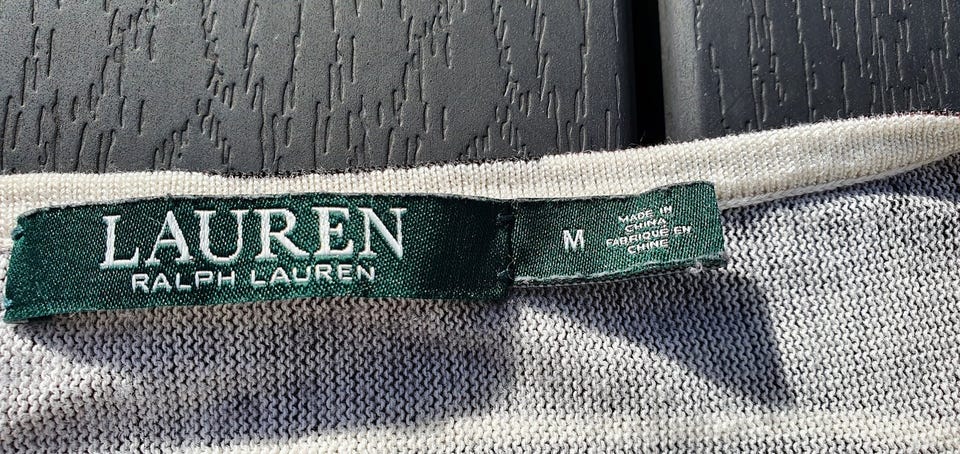 LAUREN
RALPH LAUREN
M
MADE IN
CHINA
FABRIQUÉ EN
CHINE